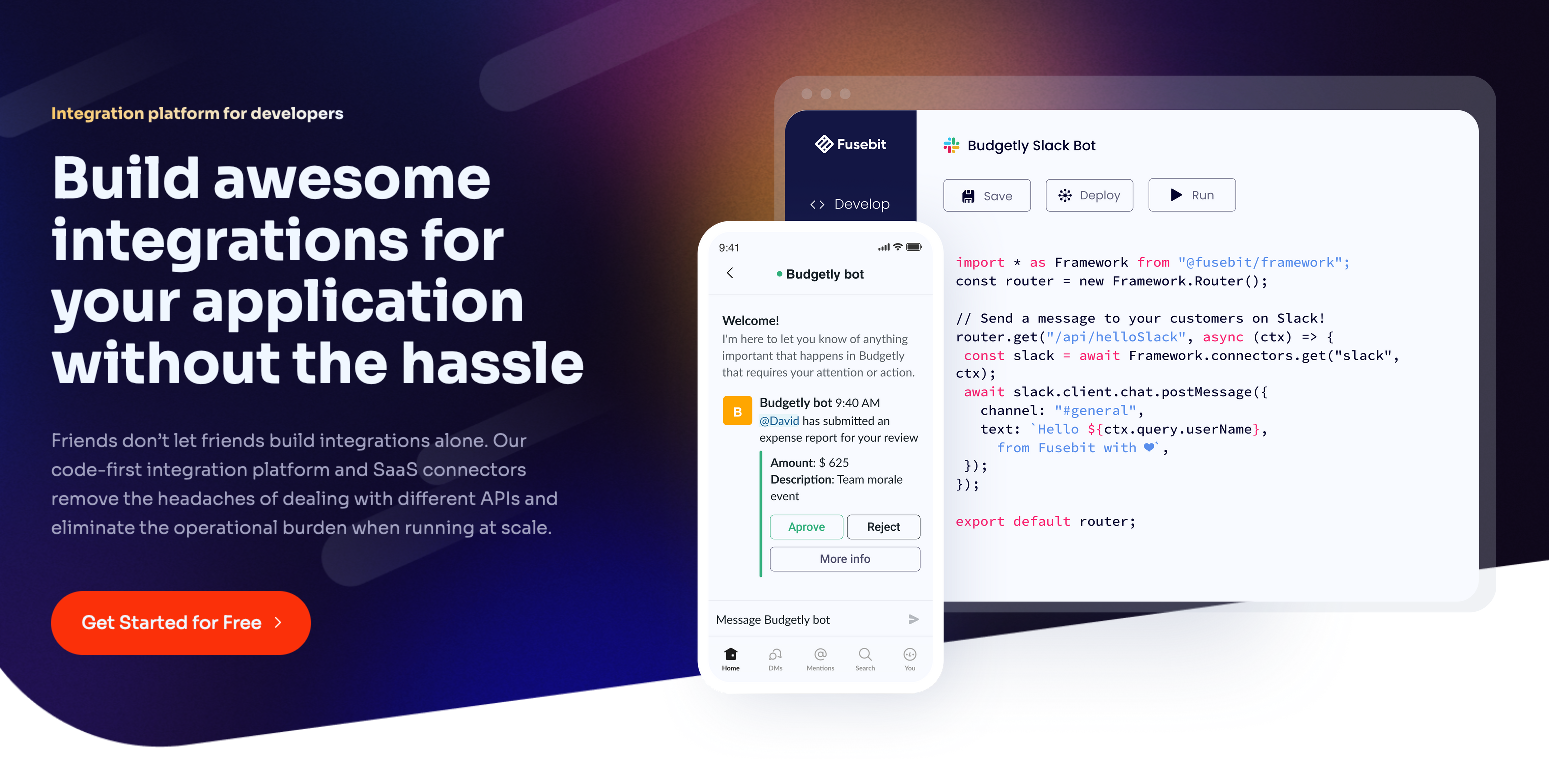 Integration platform for developers
Build awesome
integrations for
your application
without the hassle
Friends don’t let friends build integrations alone. Our
code-first integration platform and SaaS connectors
remove the headaches of dealing with different APIs and
eliminate the operational burden when running at scale.
Get Started for Free
Fusebit
Develop
Budgetly Slack Bot
Save
Deploy
Run
import * as Framework from "@fusebit/framework";
const router = new Framework.Router();
// Send a message to your customers on Slack!
router.get("/api/helloSlack", async (ctx) => {
const slack = await Framework.connectors.get("slack",
ctx);
await slack.client.chat.postMessage({
channel: "#general",
text: `Hello ${ctx.query.userName},
from Fusebit with ❤`,
});
});
export default router;
9:41
Budgetly bot
Welcome!
I'm here to let you know of anything
important that happens in Budgetly
that requires your attention or action.
B
Budgetly bot 9:40 AM
@David has submitted an
expense report for your review
Amount: $ 625
Description: Team morale
event
Aprove
Reject
More info
Message Budgetly bot
Home
DMs
Mentions
Search
You